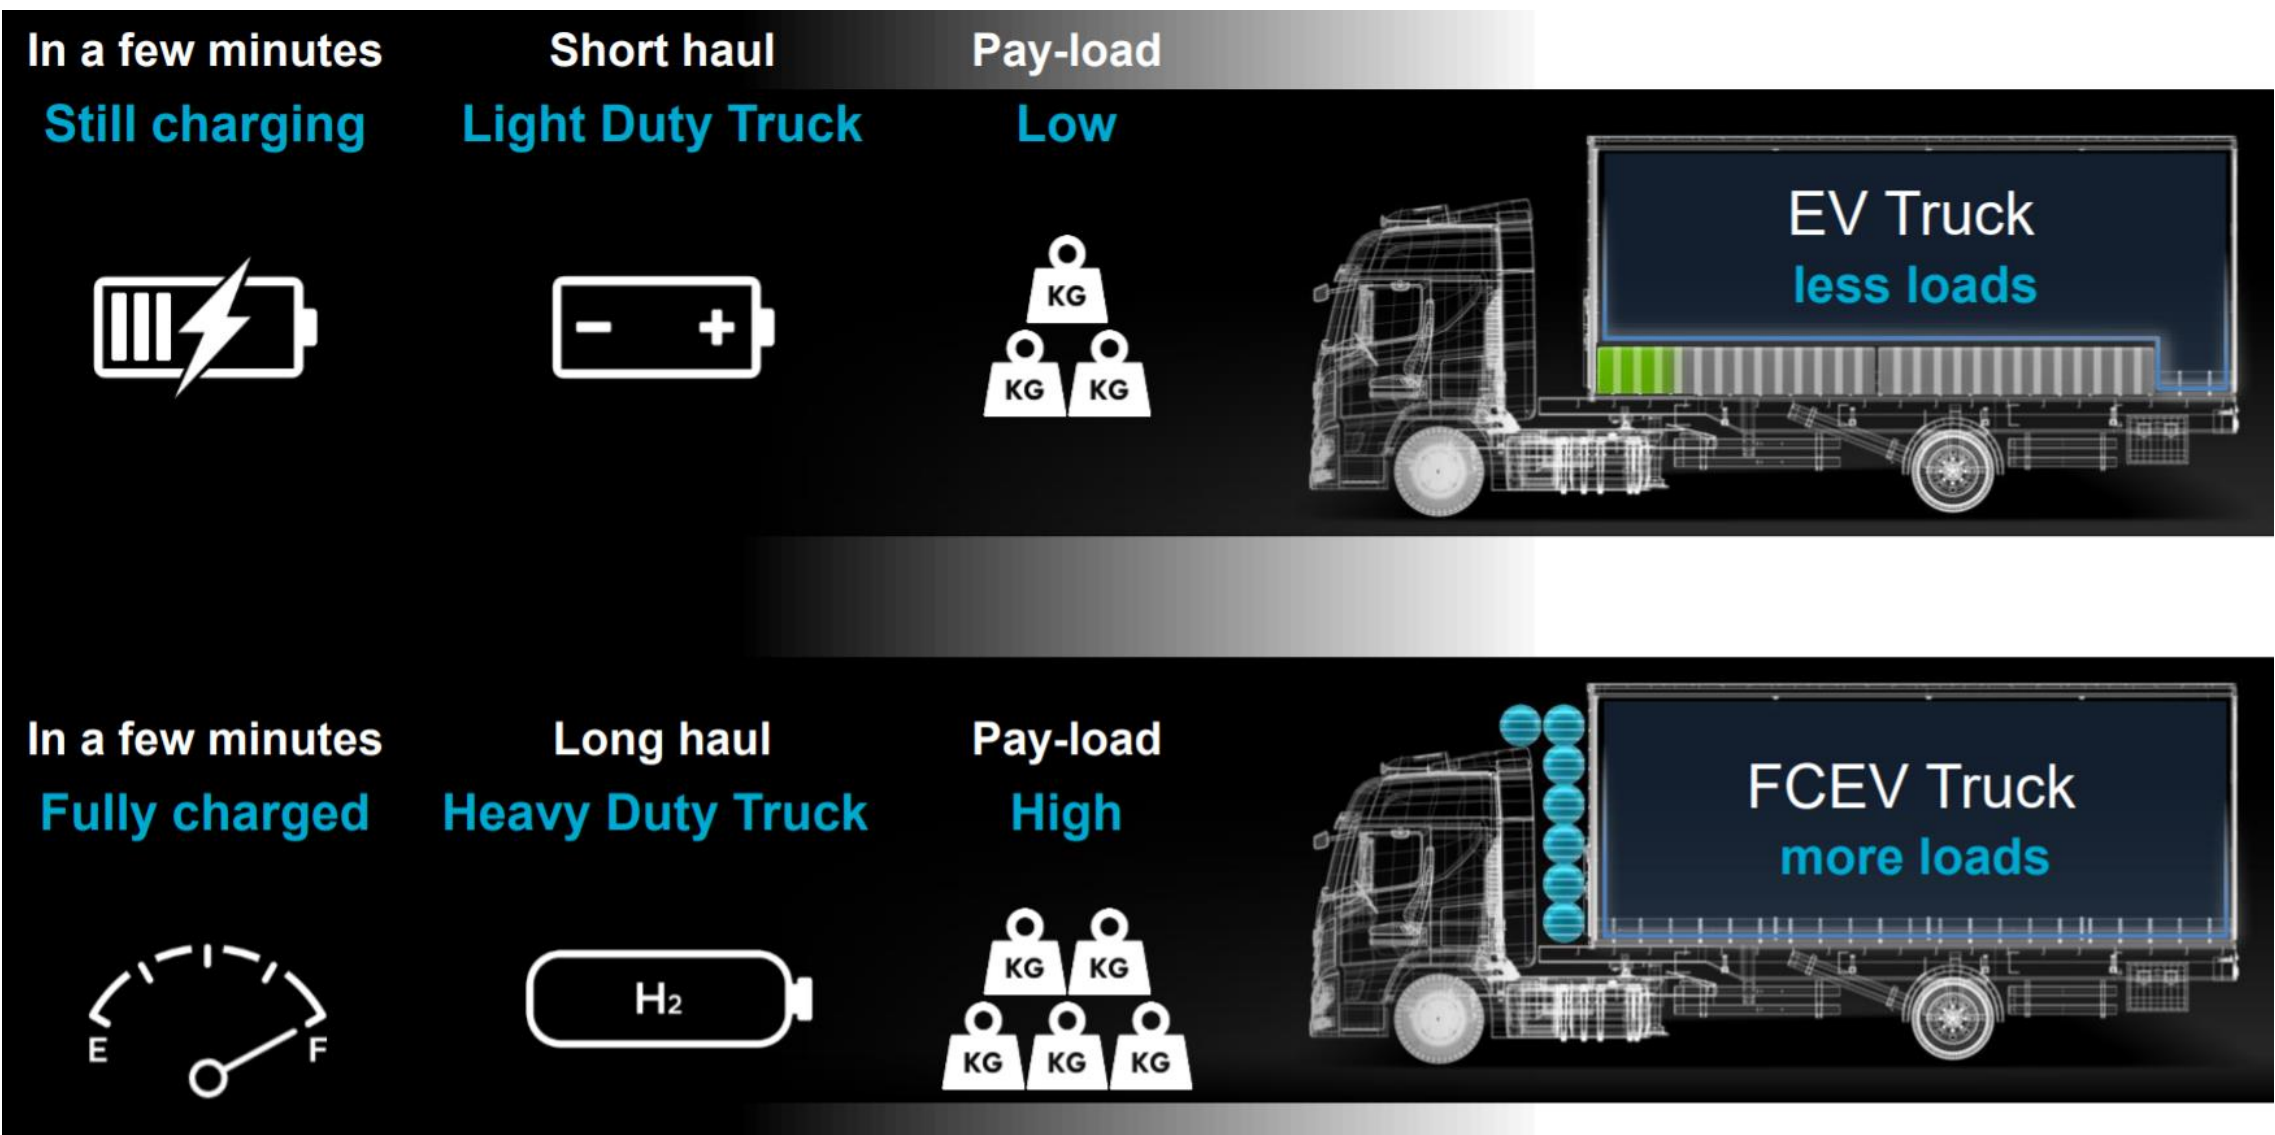 In a few minutes
Still charging
Short haul
Light Duty Truck
Pay-load
Low
KG
KG KG
EV Truck
less loads
In a few minutes
Fully charged
E F
Long haul
Heavy Duty Truck
H₂
Pay-load
High
KG KG
KG KG KG
FCEV Truck
more loads